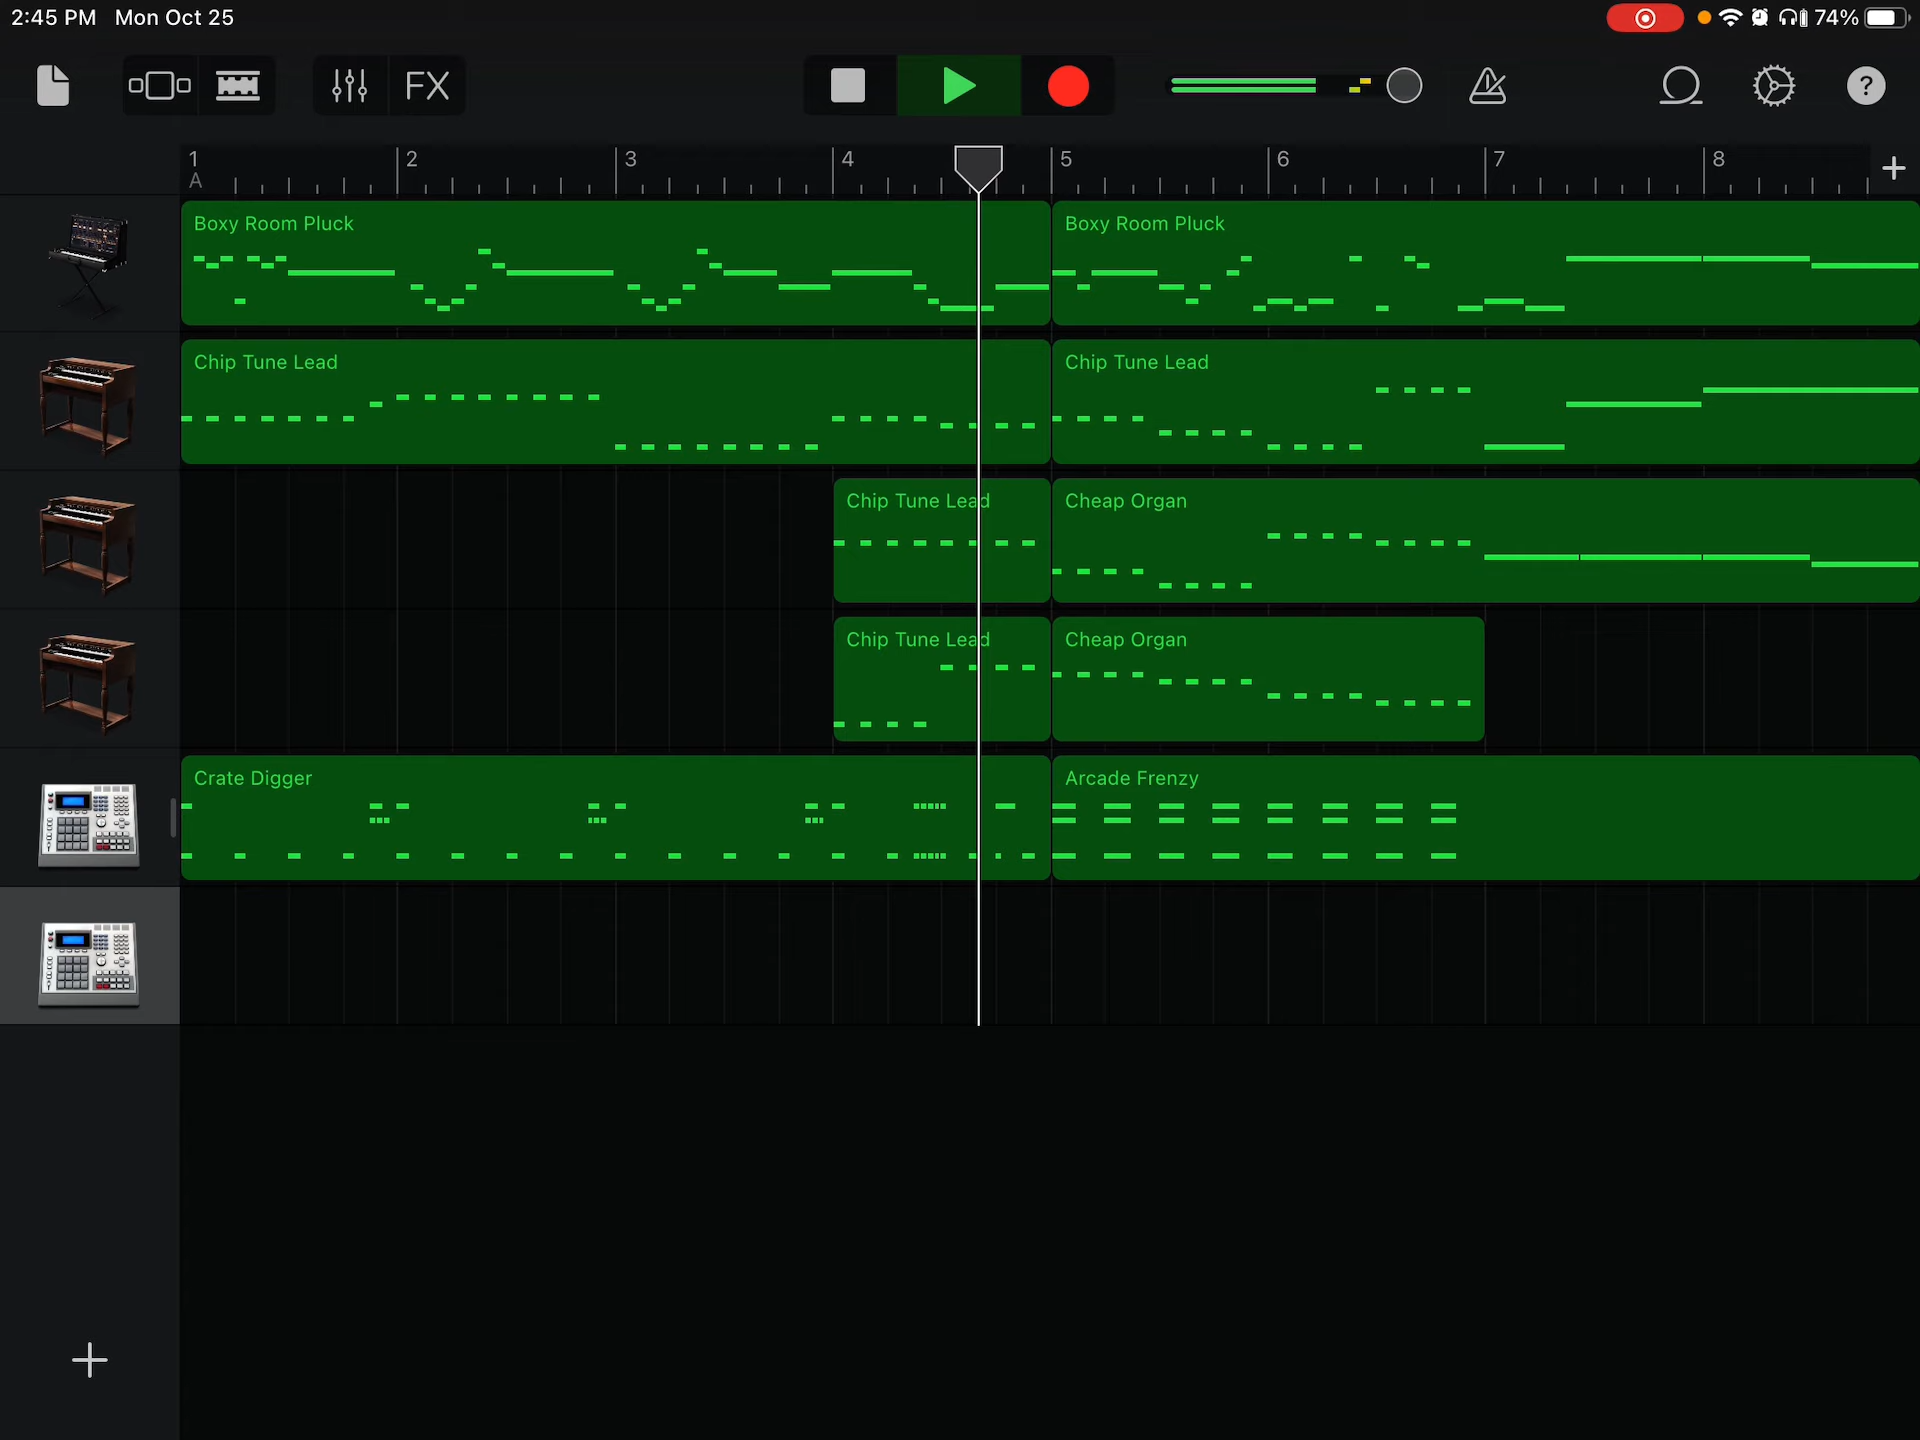 2:45 PM Mon Oct 25 74%
FX ?
1 2 3 4 5 6 7 8
A
Boxy Room Pluck Boxy Room Pluck
Chip Tune Lead Chip Tune Lead
Chip Tune Lead Cheap Organ
Chip Tune Lead Cheap Organ
Crate Digger Arcade Frenzy